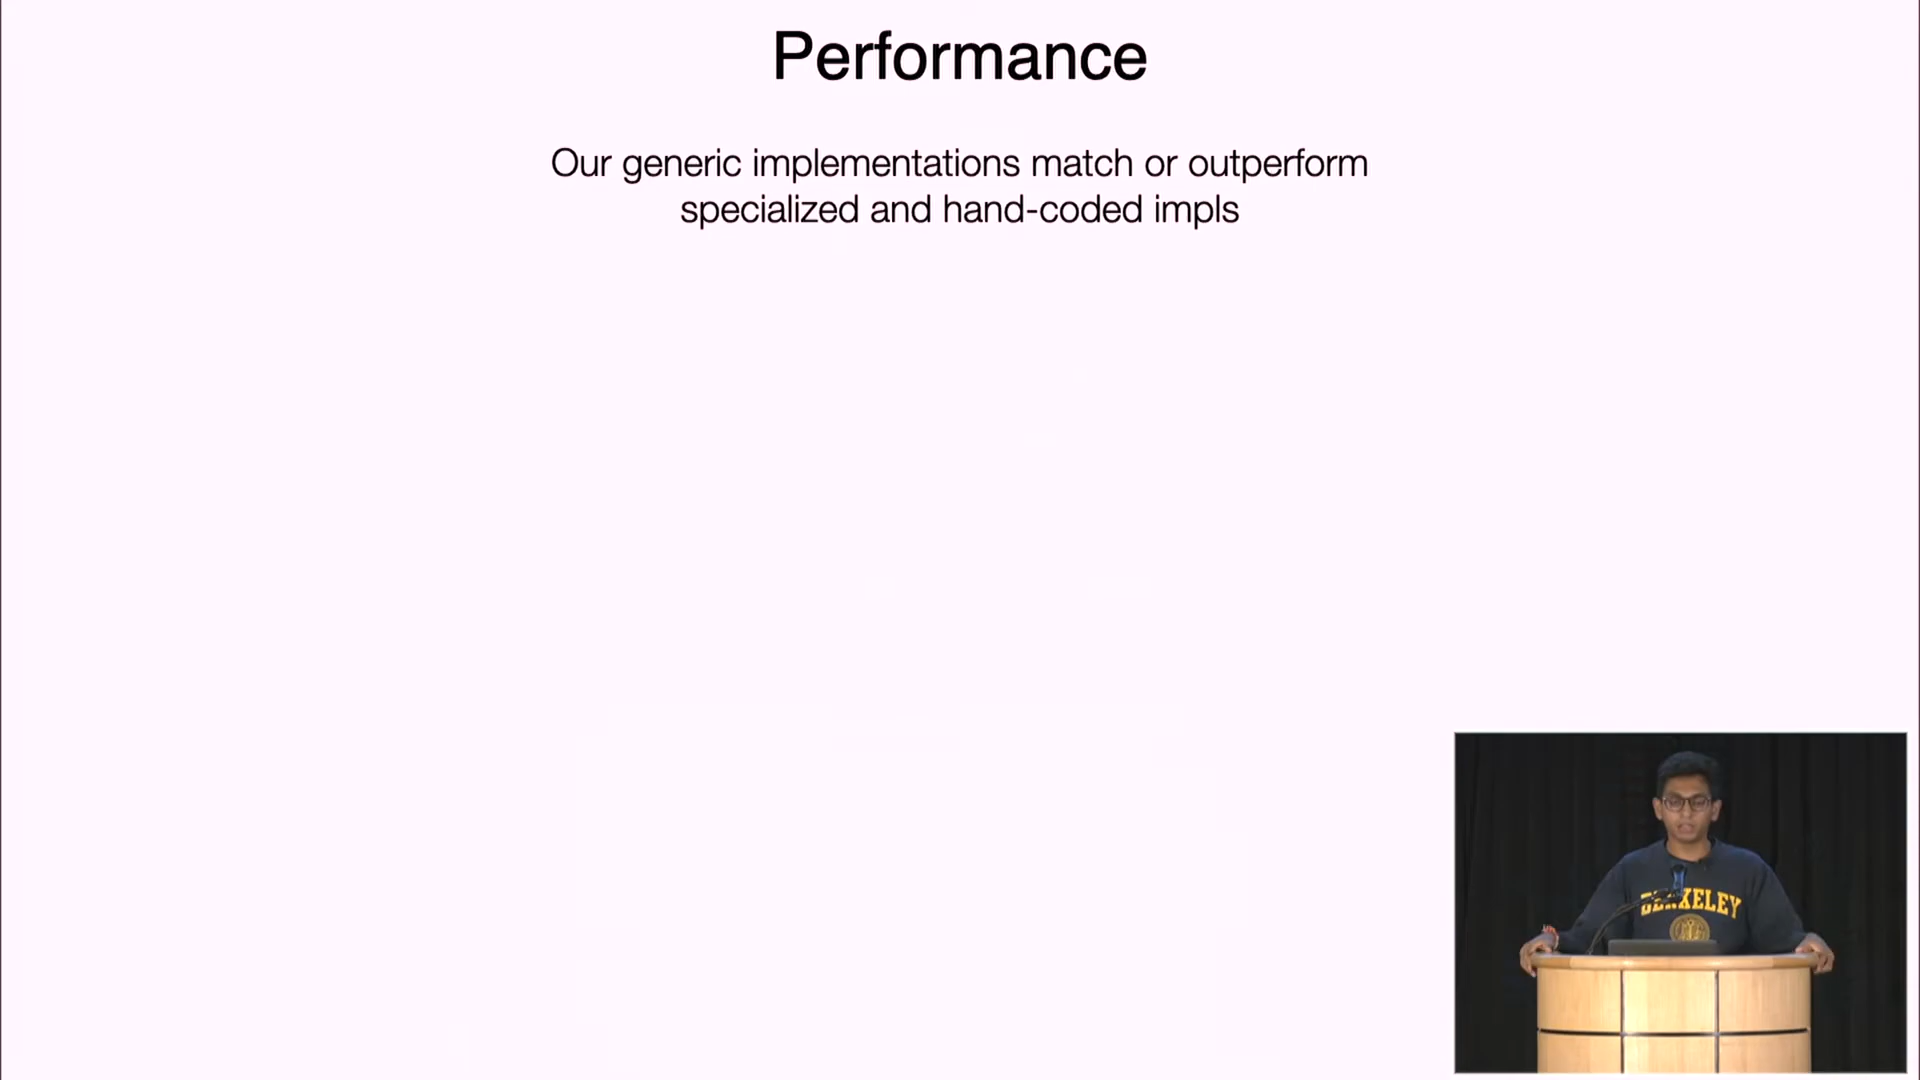 Performance
Our generic implementations match or outperform
specialized and hand-coded impls
BERKELEY